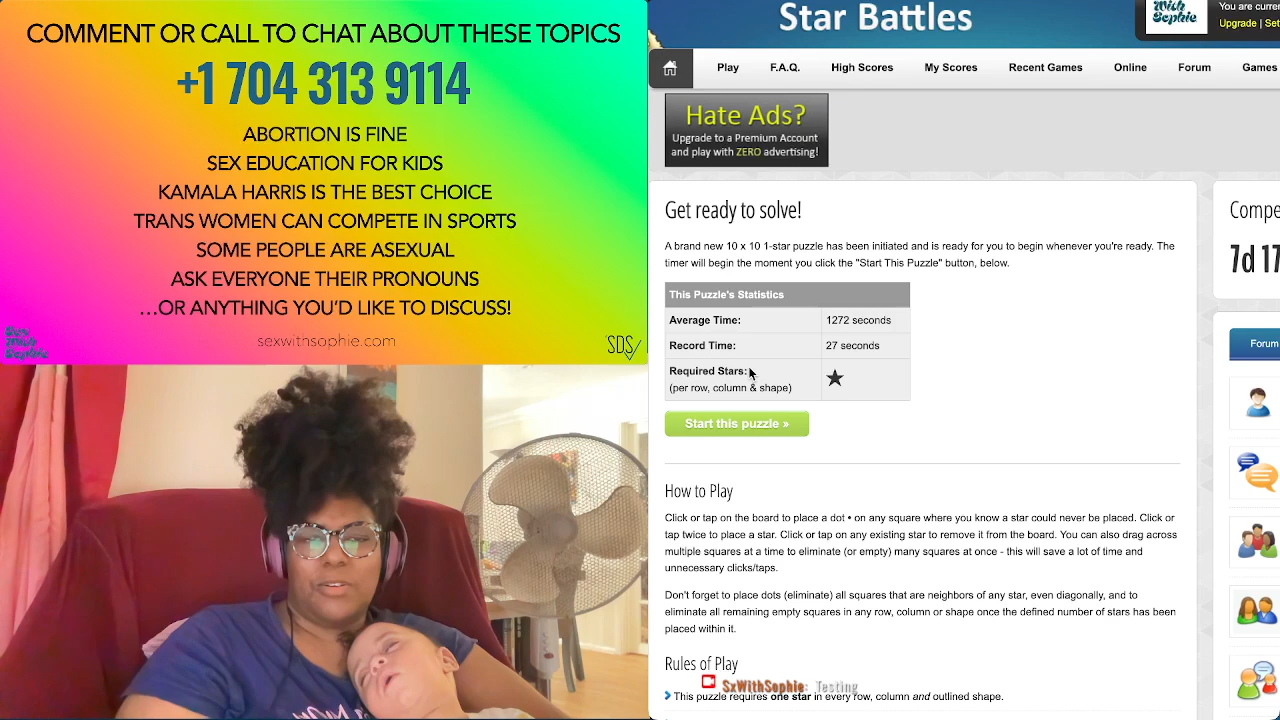 COMMENT OR CALL TO CHAT ABOUT THESE TOPICS
+1 704 313 9114
ABORTION IS FINE
SEX EDUCATION FOR KIDS
KAMALA HARRIS IS THE BEST CHOICE
TRANS WOMEN CAN COMPETE IN SPORTS
SOME PEOPLE ARE ASEXUAL
ASK EVERYONE THEIR PRONOUNS
...OR ANYTHING YOU'D LIKE TO DISCUSS!
sexwithsophie.com
Sex
With
Sophie
SDS
Star Battles
With
Sophie
You are curren
Upgrade | Set
Play F.A.Q. High Scores My Scores Recent Games Online Forum Games
Hate Ads?
Upgrade to a Premium Account
and play with ZERO advertising!
Get ready to solve!
A brand new 10 x 10 1-star puzzle has been initiated and is ready for you to begin whenever you're ready. The
timer will begin the moment you click the "Start This Puzzle" button, below.
This Puzzle's Statistics
Average Time: 1272 seconds
Record Time: 27 seconds
Required Stars:
(per row, column & shape)
Start this puzzle »
How to Play
Click or tap on the board to place a dot • on any square where you know a star could never be placed. Click or
tap twice to place a star. Click or tap on any existing star to remove it from the board. You can also drag across
multiple squares at a time to eliminate (or empty) many squares at once - this will save a lot of time and
unnecessary clicks/taps.
Don't forget to place dots (eliminate) all squares that are neighbors of any star, even diagonally, and to
eliminate all remaining empty squares in any row, column or shape once the defined number of stars has been
placed within it.
Rules of Play
SxWithSophie: Testing
This puzzle requires one star in every row, column and outlined shape.
Compe
7d 17
Forum